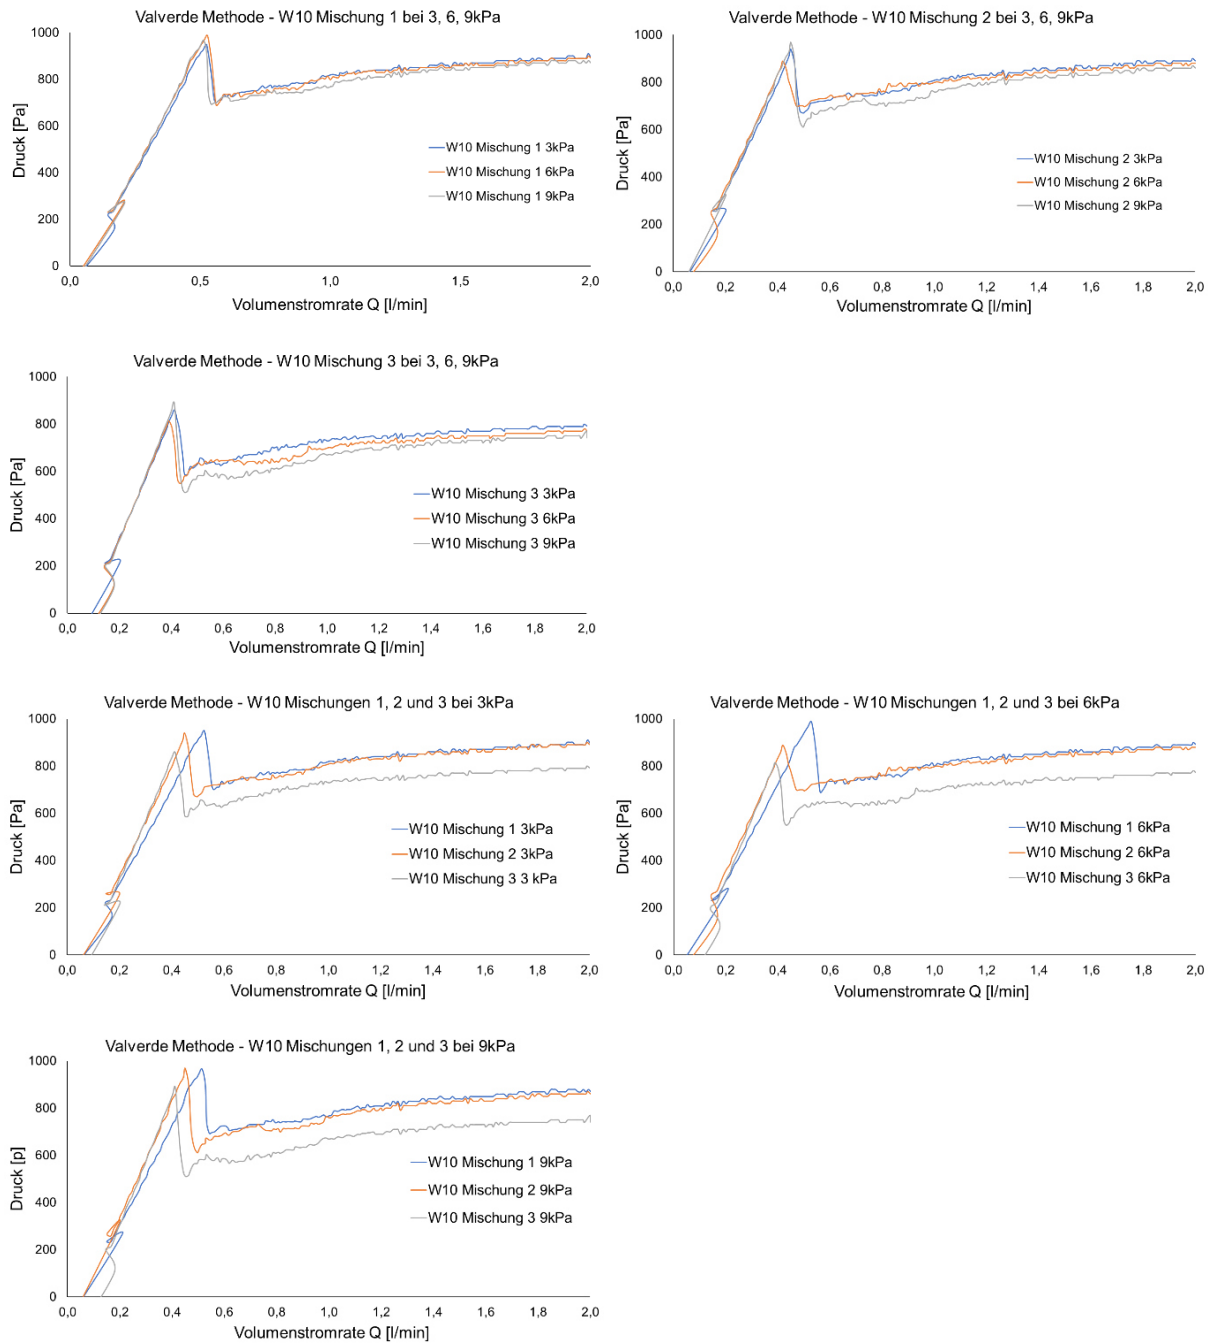 Valverde Methode - W10 Mischung 1 bei 3, 6, 9kPa
Druck [Pa]
1000
800
600
400
200
0
W10 Mischung 1 3kPa
W10 Mischung 1 6kPa
W10 Mischung 1 9kPa
0,0 0,5 1,0 1,5 2,0
Volumenstromrate Q [l/min]
Valverde Methode - W10 Mischung 2 bei 3, 6, 9kPa
Druck [Pa]
1000
800
600
400
200
0
W10 Mischung 2 3kPa
W10 Mischung 2 6kPa
W10 Mischung 2 9kPa
0,0 0,2 0,4 0,6 0,8 1,0 1,2 1,4 1,6 1,8 2,0
Volumenstromrate Q [l/min]
Valverde Methode - W10 Mischung 3 bei 3, 6, 9kPa
Druck [Pa]
1000
800
600
400
200
0
W10 Mischung 3 3kPa
W10 Mischung 3 6kPa
W10 Mischung 3 9kPa
0,0 0,2 0,4 0,6 0,8 1,0 1,2 1,4 1,6 1,8 2,0
Volumenstromrate Q [l/min]
Valverde Methode - W10 Mischungen 1, 2 und 3 bei 3kPa
Druck [Pa]
1000
800
600
400
200
0
W10 Mischung 1 3kPa
W10 Mischung 2 3kPa
W10 Mischung 3 3 kPa
0,0 0,2 0,4 0,6 0,8 1,0 1,2 1,4 1,6 1,8 2,0
Volumenstromrate Q [l/min]
Valverde Methode - W10 Mischungen 1, 2 und 3 bei 6kPa
Druck [Pa]
1000
800
600
400
200
0
W10 Mischung 1 6kPa
W10 Mischung 2 6kPa
W10 Mischung 3 6kPa
0,0 0,2 0,4 0,6 0,8 1,0 1,2 1,4 1,6 1,8 2,0
Volumenstromrate Q [l/min]
Valverde Methode - W10 Mischungen 1, 2 und 3 bei 9kPa
Druck [p]
1000
800
600
400
200
0
W10 Mischung 1 9kPa
W10 Mischung 2 9kPa
W10 Mischung 3 9kPa
0,0 0,2 0,4 0,6 0,8 1,0 1,2 1,4 1,6 1,8 2,0
Volumenstromrate Q [l/min]